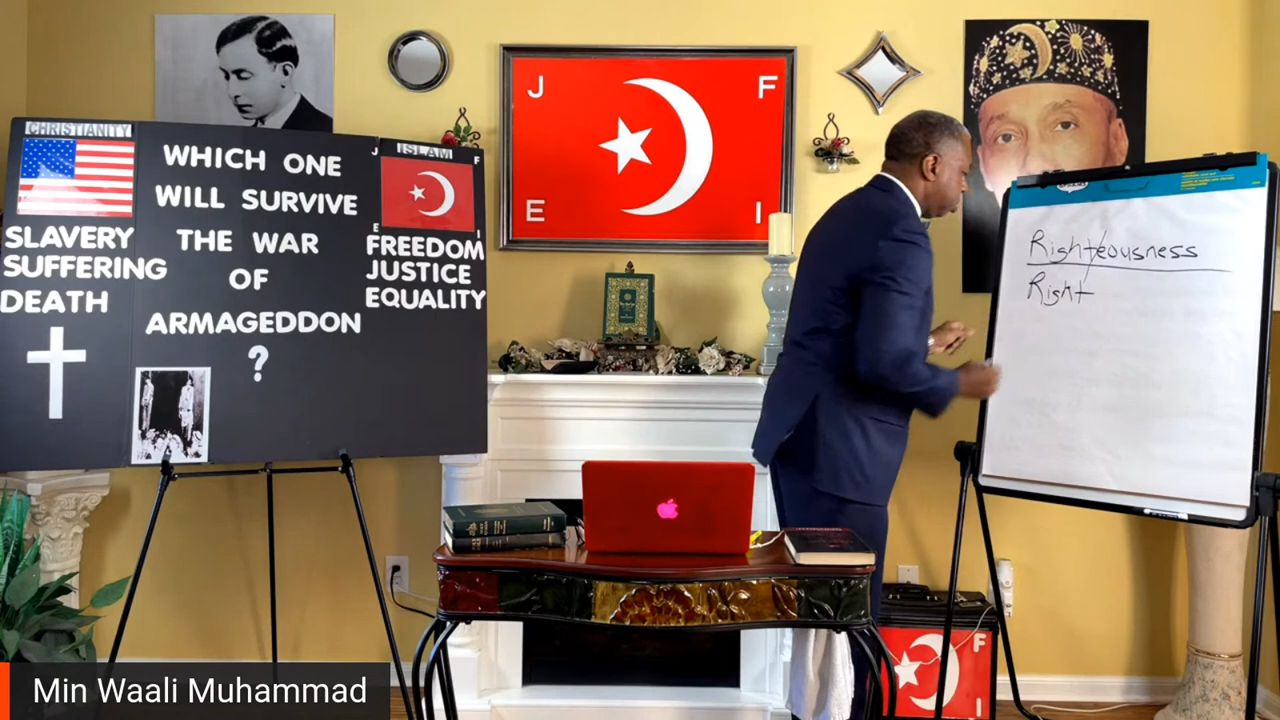 CHRISTIANITY
SLAVERY
SUFFERING
DEATH
WHICH ONE
WILL SURVIVE
THE WAR
OF
ARMAGEDDON
?
ISLAM
J F
E I
FREEDOM
JUSTICE
EQUALITY
J F
E I
Righteousness
Right
F
I
Min Waali Muhammad